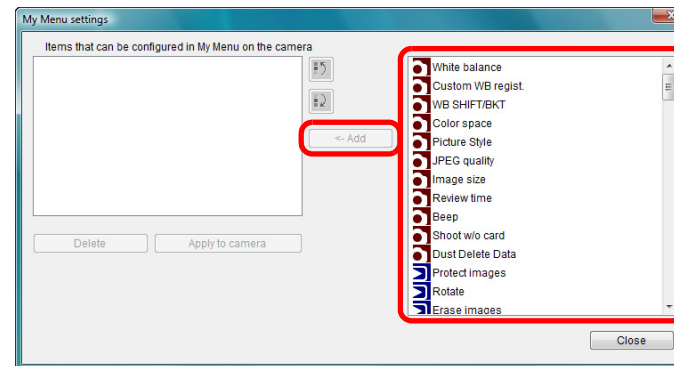 My Menu settings
Items that can be configured in My Menu on the camera
<- Add
Delete
Apply to camera
White balance
Custom WB regist.
WB SHIFT/BKT
Color space
Picture Style
JPEG quality
Image size
Review time
Beep
Shoot w/o card
Dust Delete Data
Protect images
Rotate
Erase images
Close